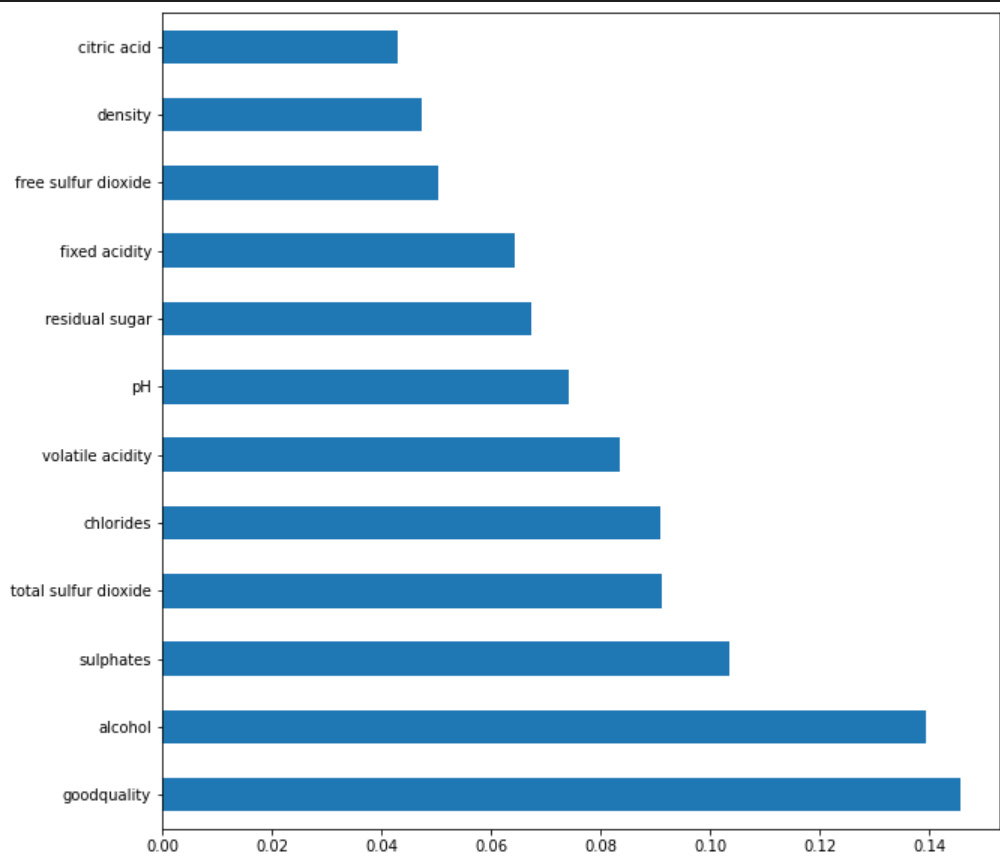 citric acid
density
free sulfur dioxide
fixed acidity
residual sugar
pH
volatile acidity
chlorides
total sulfur dioxide
sulphates
alcohol
goodquality
0.00 0.02 0.04 0.06 0.08 0.10 0.12 0.14